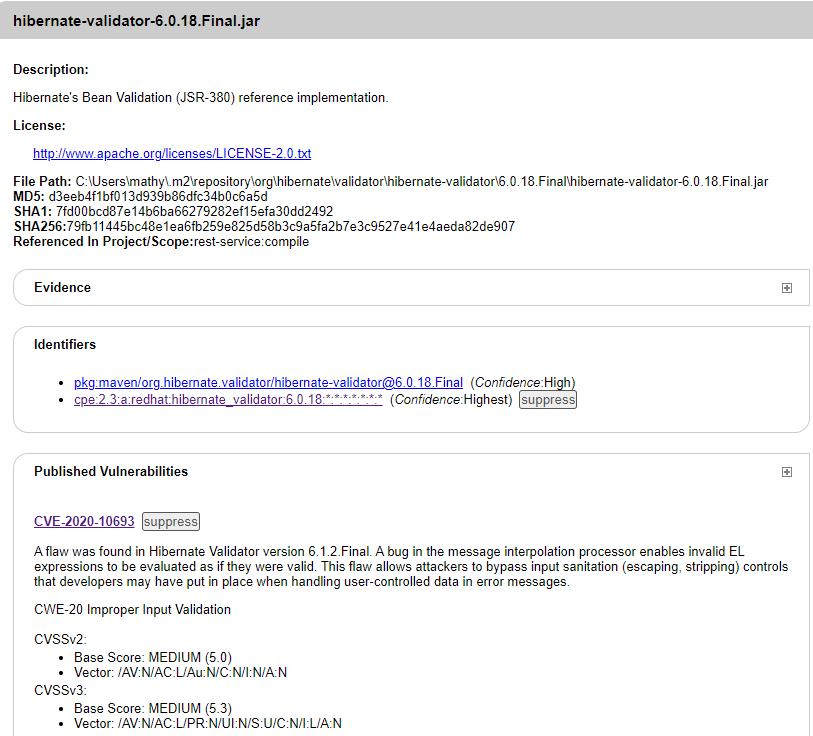 hibernate-validator-6.0.18.Final.jar
Description:
Hibernate's Bean Validation (JSR-380) reference implementation.
License:
http://www.apache.org/licenses/LICENSE-2.0.txt
File Path: C:\Users\mathy\.m2\repository\org\hibernate\validator\hibernate-validator\6.0.18.Final\hibernate-validator-6.0.18.Final.jar
MD5: d3eeb4f1bf013d939b86dfc34b0c6a5d
SHA1: 7fd00bcd87e14b6ba66279282ef15efa30dd2492
SHA256:79fb11445bc48e1ea6fb259e825d58b3c9a5fa2b7e3c9527e41e4aeda82de907
Referenced In Project/Scope:rest-service:compile
Evidence
Identifiers
• pkg:maven/org.hibernate.validator/hibernate-validator@6.0.18.Final (Confidence:High)
• cpe:2.3:a:redhat:hibernate_validator:6.0.18:*:*:*:*:*:*:* (Confidence:Highest) suppress
Published Vulnerabilities
CVE-2020-10693 suppress
A flaw was found in Hibernate Validator version 6.1.2.Final. A bug in the message interpolation processor enables invalid EL
expressions to be evaluated as if they were valid. This flaw allows attackers to bypass input sanitation (escaping, stripping) controls
that developers may have put in place when handling user-controlled data in error messages.
CWE-20 Improper Input Validation
CVSSv2:
• Base Score: MEDIUM (5.0)
• Vector: /AV:N/AC:L/Au:N/C:N/I:N/A:N
CVSSv3:
• Base Score: MEDIUM (5.3)
• Vector: /AV:N/AC:L/PR:N/UI:N/S:U/C:N/I:L/A:N